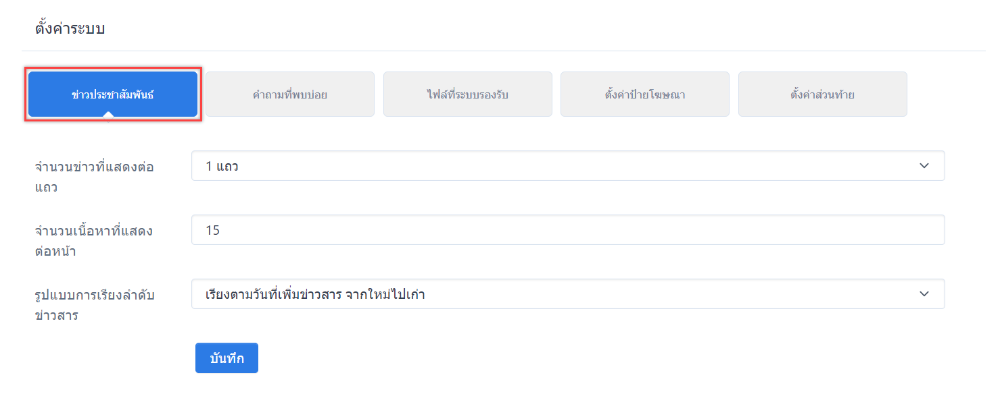 ตั้งค่าระบบ
ข่าวประชาสัมพันธ์
คำถามที่พบบ่อย
ไฟล์ที่ระบบรองรับ
ตั้งค่าป้ายโฆษณา
ตั้งค่าส่วนท้าย
จำนวนข่าวที่แสดงต่อ
แถว
1 แถว
จำนวนเนื้อหาที่แสดง
ต่อหน้า
15
รูปแบบการเรียงลำดับ
ข่าวสาร
เรียงตามวันที่เพิ่มข่าวสาร จากใหม่ไปเก่า
บันทึก